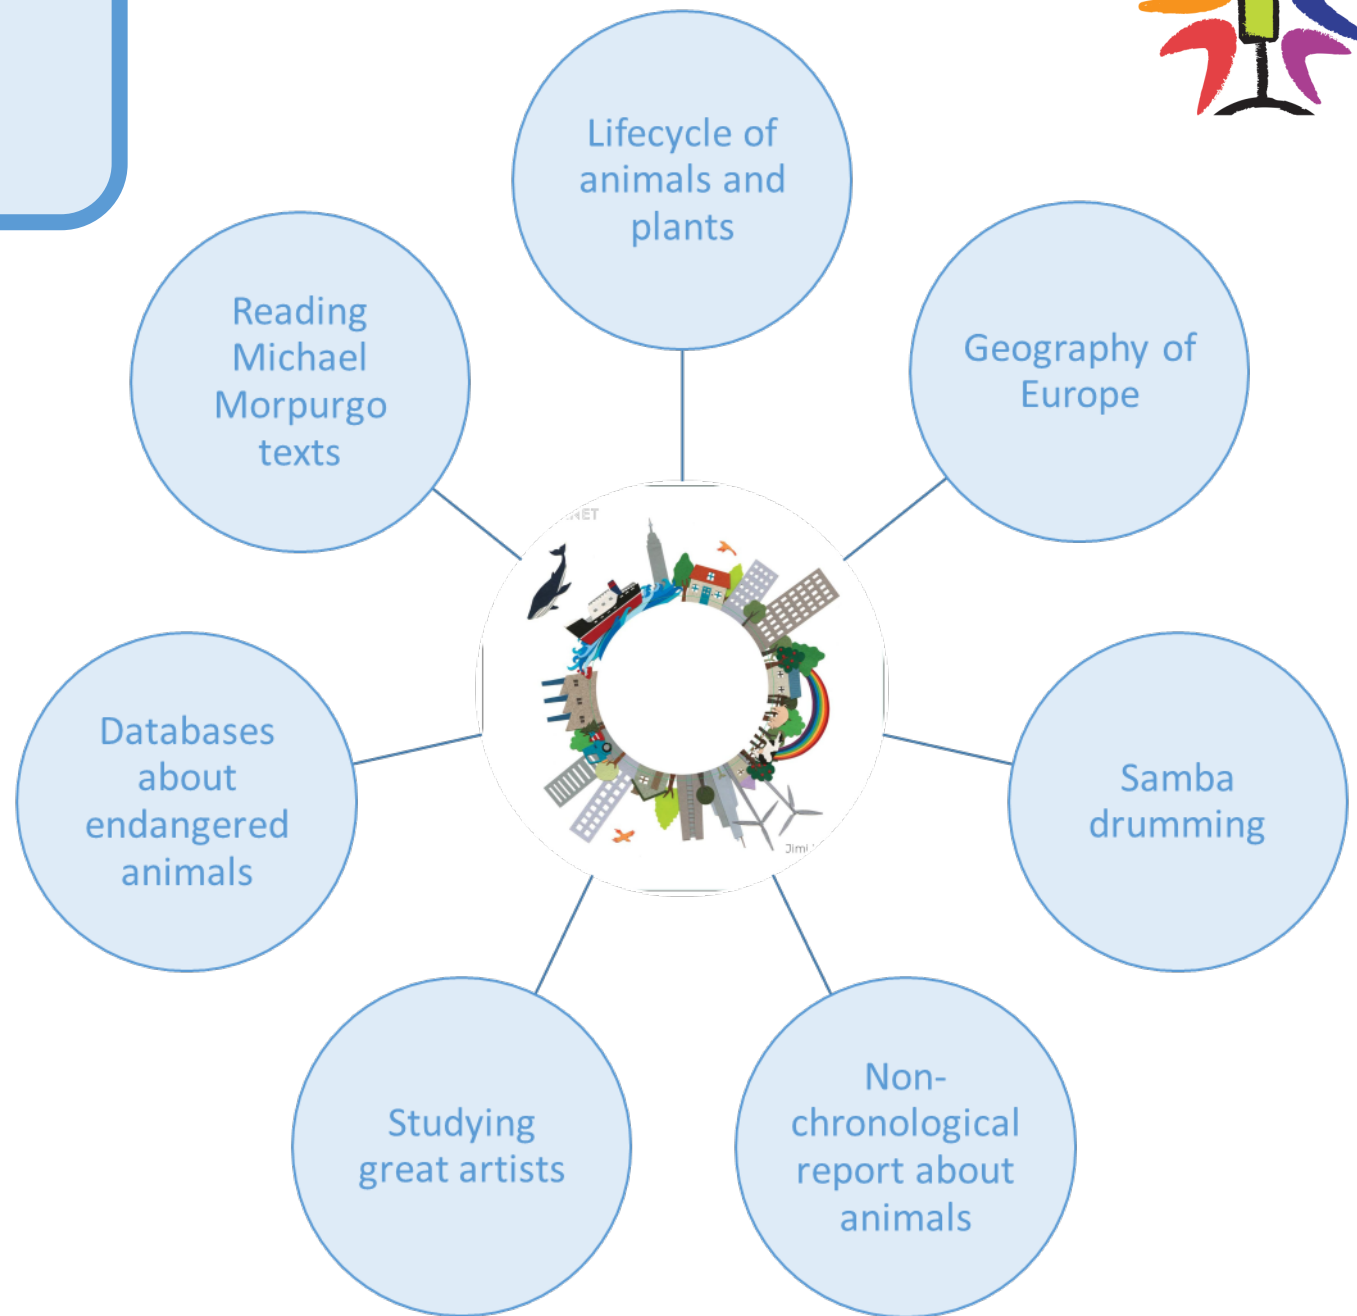 Lifecycle of
animals and
plants
Geography of
Europe
Samba
drumming
Non-
chronological
report about
animals
Studying
great artists
Databases
about
endangered
animals
Reading
Michael
Morpurgo
texts